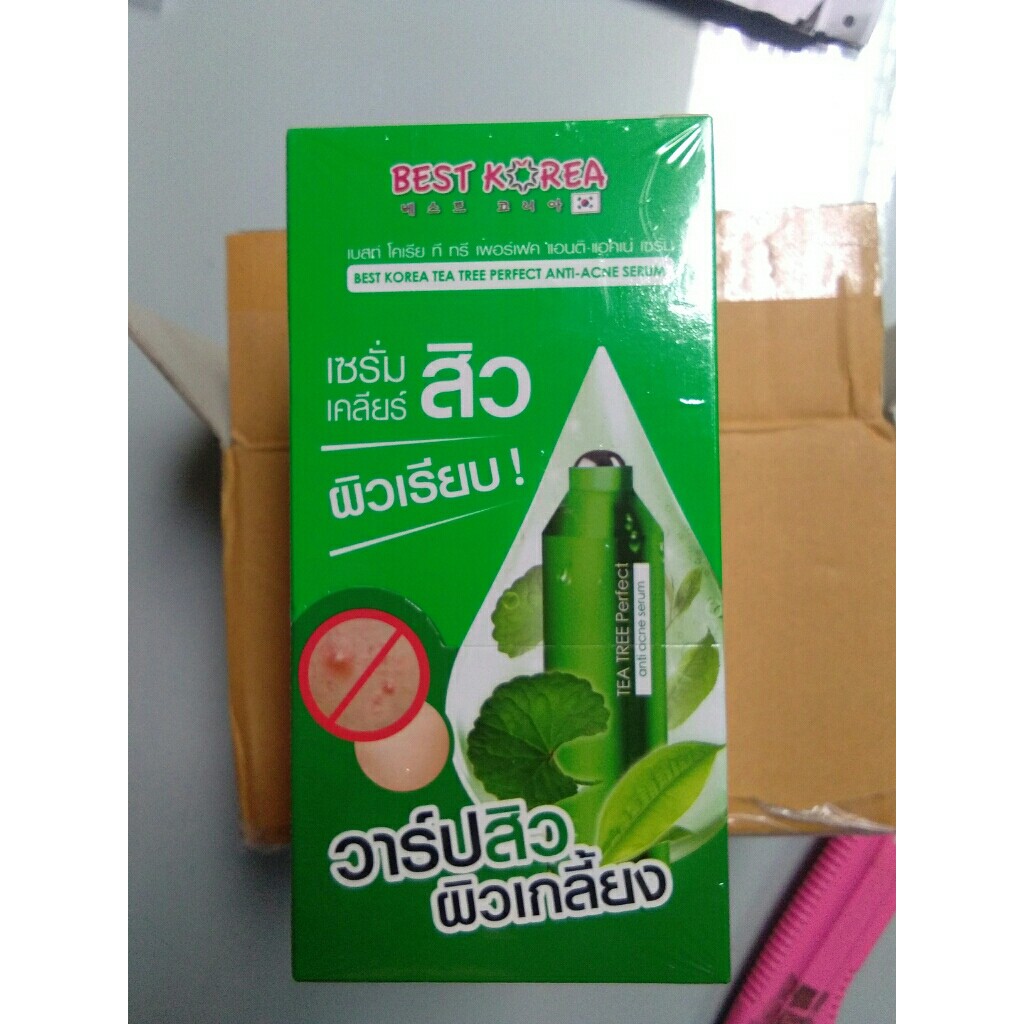 BEST KOREA
베스트 코리아
เบสท์ โคเรีย ที ทรี เพอร์เฟค แอนติ-แอคเน่ เซรั่ม
BEST KOREA TEA TREE PERFECT ANTI-ACNE SERUM
เซรั่ม
เคลียร์ สิว
ผิวเรียบ !
TEA TREE Perfect
anti acne serum
วาร์ปสิว
ผิวเกลี้ยง